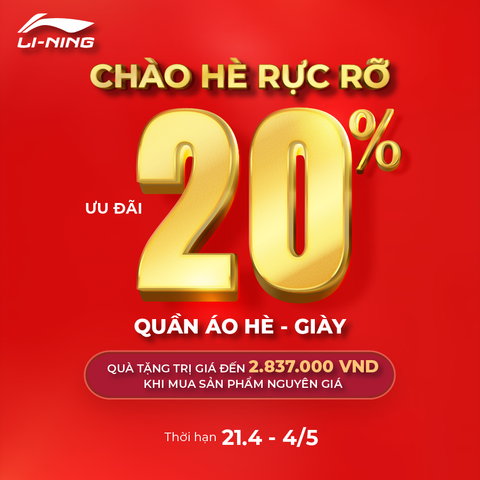 LI-NING
CHÀO HÈ RỰC RỠ
ƯU ĐÃI
20%
QUẦN ÁO HÈ - GIÀY
QUÀ TẶNG TRỊ GIÁ ĐẾN 2.837.000 VND
KHI MUA SẢN PHẨM NGUYÊN GIÁ
Thời hạn 21.4 - 4/5